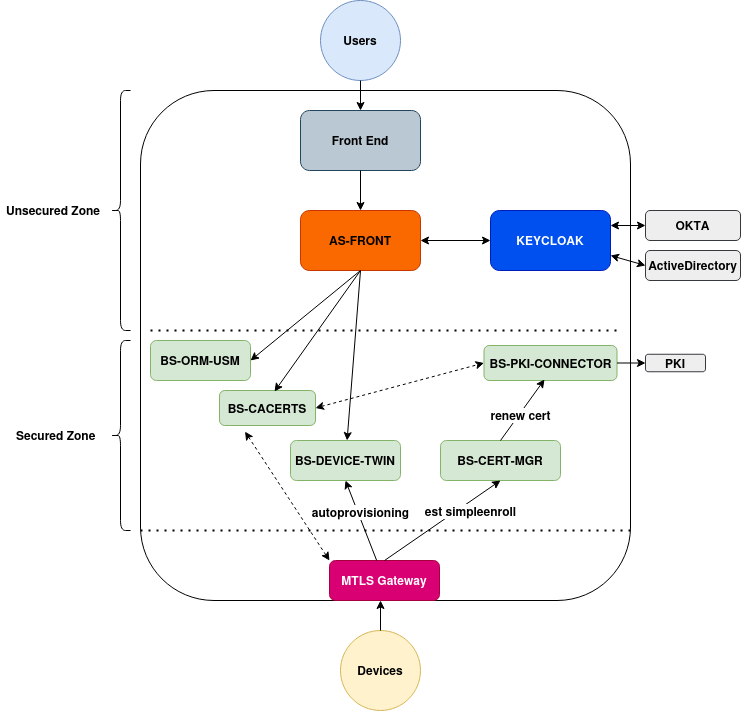 Users
Front End
Unsecured Zone
AS-FRONT
KEYCLOAK
OKTA
ActiveDirectory
BS-ORM-USM
BS-PKI-CONNECTOR
PKI
BS-CACERTS
renew cert
Secured Zone
BS-DEVICE-TWIN
BS-CERT-MGR
autoprovisioning
est simpleenroll
MTLS Gateway
Devices